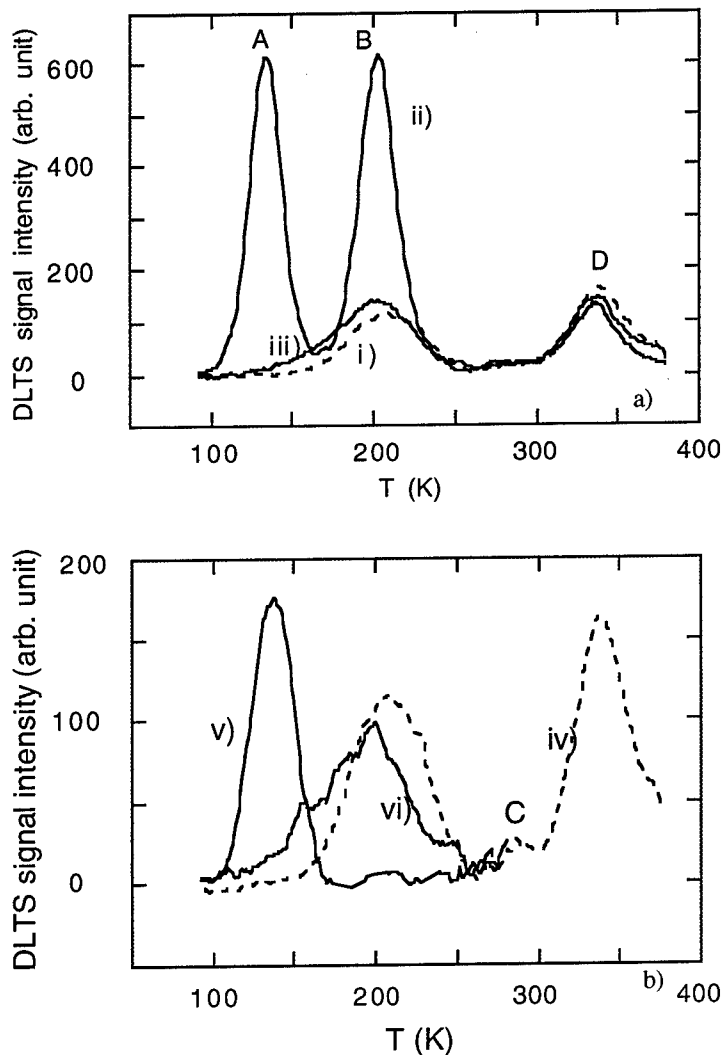 A
B
600
ii)
400
200
D
iii)
i)
0
a)
100
200
300
400
T (K)
DLTS signal intensity (arb. unit)
200
v)
100
iv)
C
vi)
0
b)
100
200
300
400
T (K)
DLTS signal intensity (arb. unit)